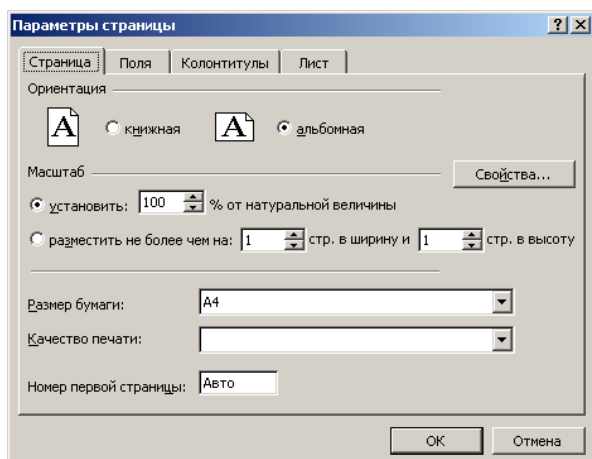 Параметры страницы
Страница Поля Колонтитулы Лист
Ориентация
A книжная A альбомная
Масштаб
Свойства...
установить: 100 % от натуральной величины
разместить не более чем на: 1 стр. в ширину и 1 стр. в высоту
Размер бумаги: A4
Качество печати:
Номер первой страницы: Авто
ОК Отмена